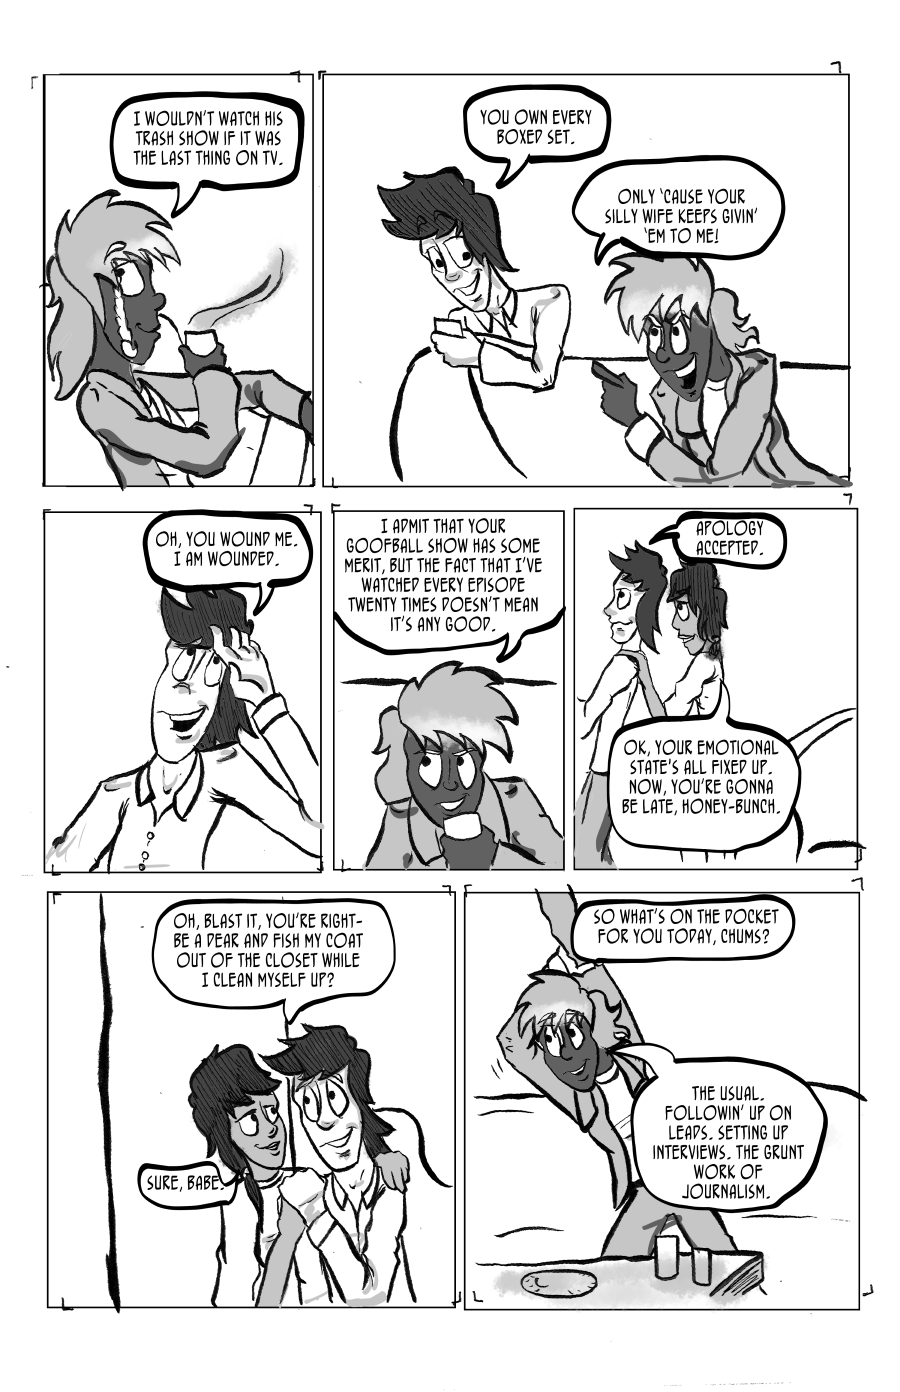 I WOULDN'T WATCH HIS
TRASH SHOW IF IT WAS
THE LAST THING ON TV.
YOU OWN EVERY
BOXED SET.
ONLY 'CAUSE YOUR
SILLY WIFE KEEPS GIVIN'
'EM TO ME!
OH, YOU WOUND ME.
I AM WOUNDED.
I ADMIT THAT YOUR
GOOFBALL SHOW HAS SOME
MERIT, BUT THE FACT THAT I'VE
WATCHED EVERY EPISODE
TWENTY TIMES DOESN'T MEAN
IT'S ANY GOOD.
APOLOGY
ACCEPTED.
OK, YOUR EMOTIONAL
STATE'S ALL FIXED UP.
NOW, YOU'RE GONNA
BE LATE, HONEY-BUNCH.
OH, BLAST IT, YOU'RE RIGHT-
BE A DEAR AND FISH MY COAT
OUT OF THE CLOSET WHILE
I CLEAN MYSELF UP?
SURE, BABE.
SO WHAT'S ON THE DOCKET
FOR YOU TODAY, CHUMS?
THE USUAL.
FOLLOWIN' UP ON
LEADS. SETTING UP
INTERVIEWS. THE GRUNT
WORK OF
JOURNALISM.